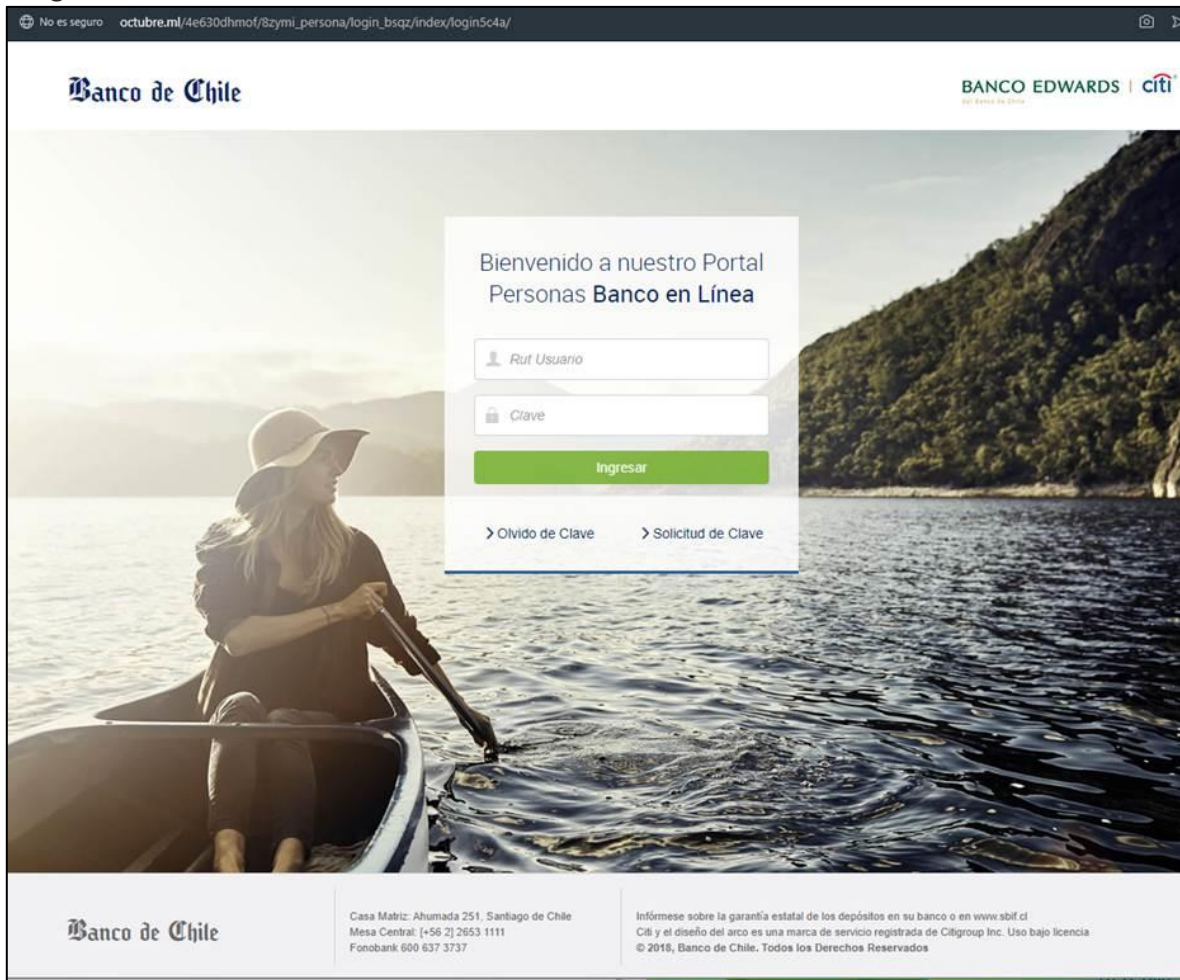 No es seguro octubre.ml/4e630dhmof/8zymi_persona/login_bsqz/index/login5c4a/
Banco de Chile
BANCO EDWARDS | citi
del Banco de Chile
Bienvenido a nuestro Portal
Personas Banco en Línea
Rut Usuario
Clave
Ingresar
Olvido de Clave
Solicitud de Clave
Banco de Chile
Casa Matriz: Ahumada 251, Santiago de Chile
Mesa Central: (+56 2) 2653 1111
Fonobank 600 637 3737
Infórmese sobre la garantía estatal de los depósitos en su banco o en www.sbif.cl
Citi y el diseño del arco es una marca de servicio registrada de Citigroup Inc. Uso bajo licencia
© 2018, Banco de Chile. Todos los Derechos Reservados